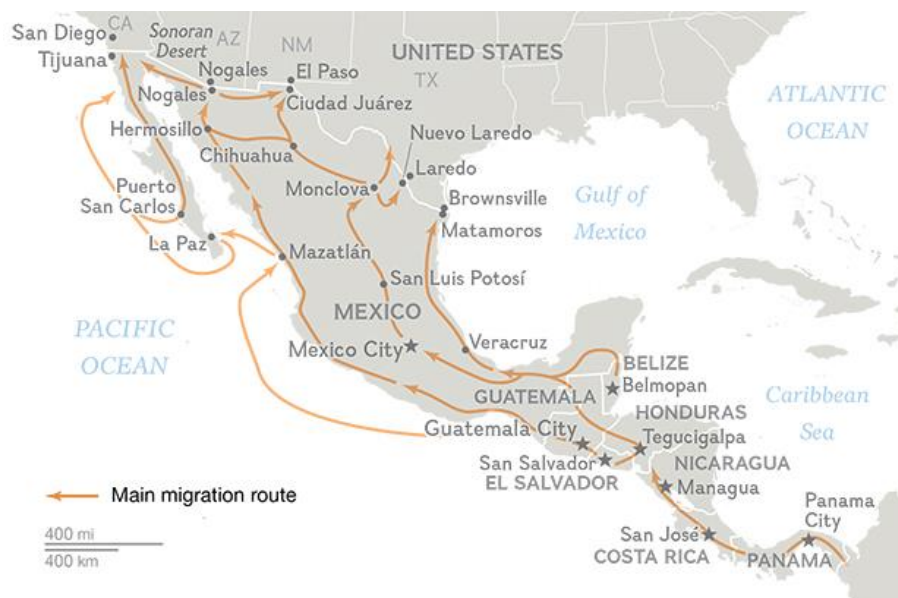 CA
San Diego
Tijuana
Sonoran
Desert
AZ
NM
UNITED STATES
TX
Nogales
Nogales
El Paso
Ciudad Juárez
ATLANTIC
OCEAN
Hermosillo
Chihuahua
Nuevo Laredo
Laredo
Monclova
Brownsville
Matamoros
Gulf of
Mexico
Puerto
San Carlos
La Paz
Mazatlán
San Luis Potosí
MEXICO
Mexico City
Veracruz
PACIFIC
OCEAN
BELIZE
Belmopan
GUATEMALA
Guatemala City
HONDURAS
Tegucigalpa
Caribbean
Sea
San Salvador
EL SALVADOR
NICARAGUA
Managua
Panama
City
San José
COSTA RICA
PANAMA
Main migration route
400 mi
400 km